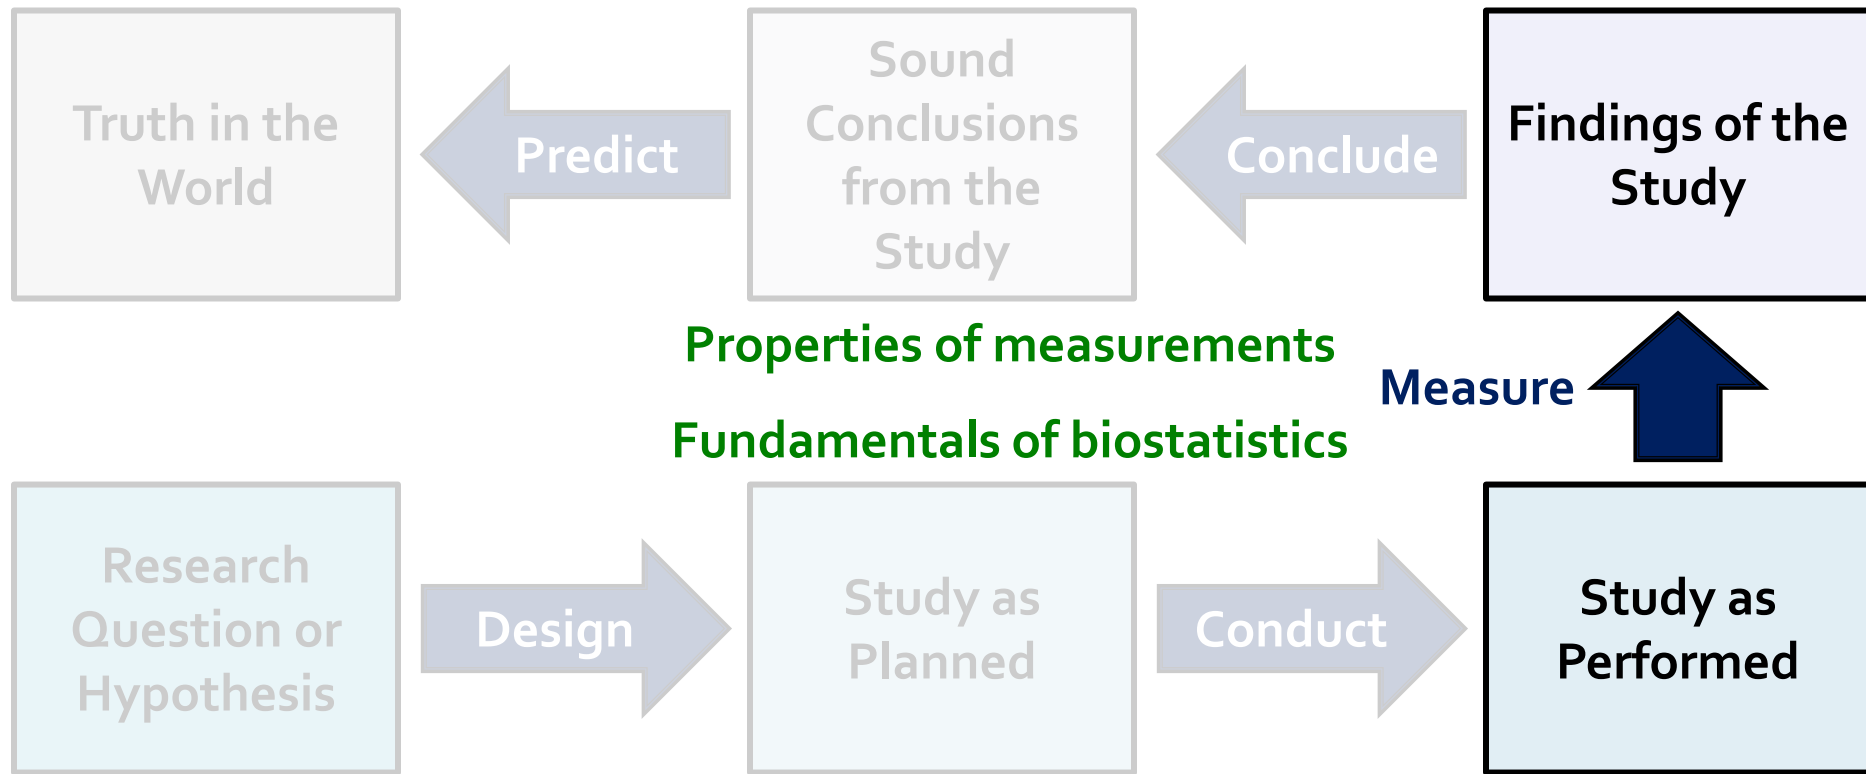 Truth in the
World
Predict
Sound
Conclusions
from the
Study
Conclude
Findings of the
Study
Properties of measurements
Measure
Fundamentals of biostatistics
Research
Question or
Hypothesis
Design
Study as
Planned
Conduct
Study as
Performed